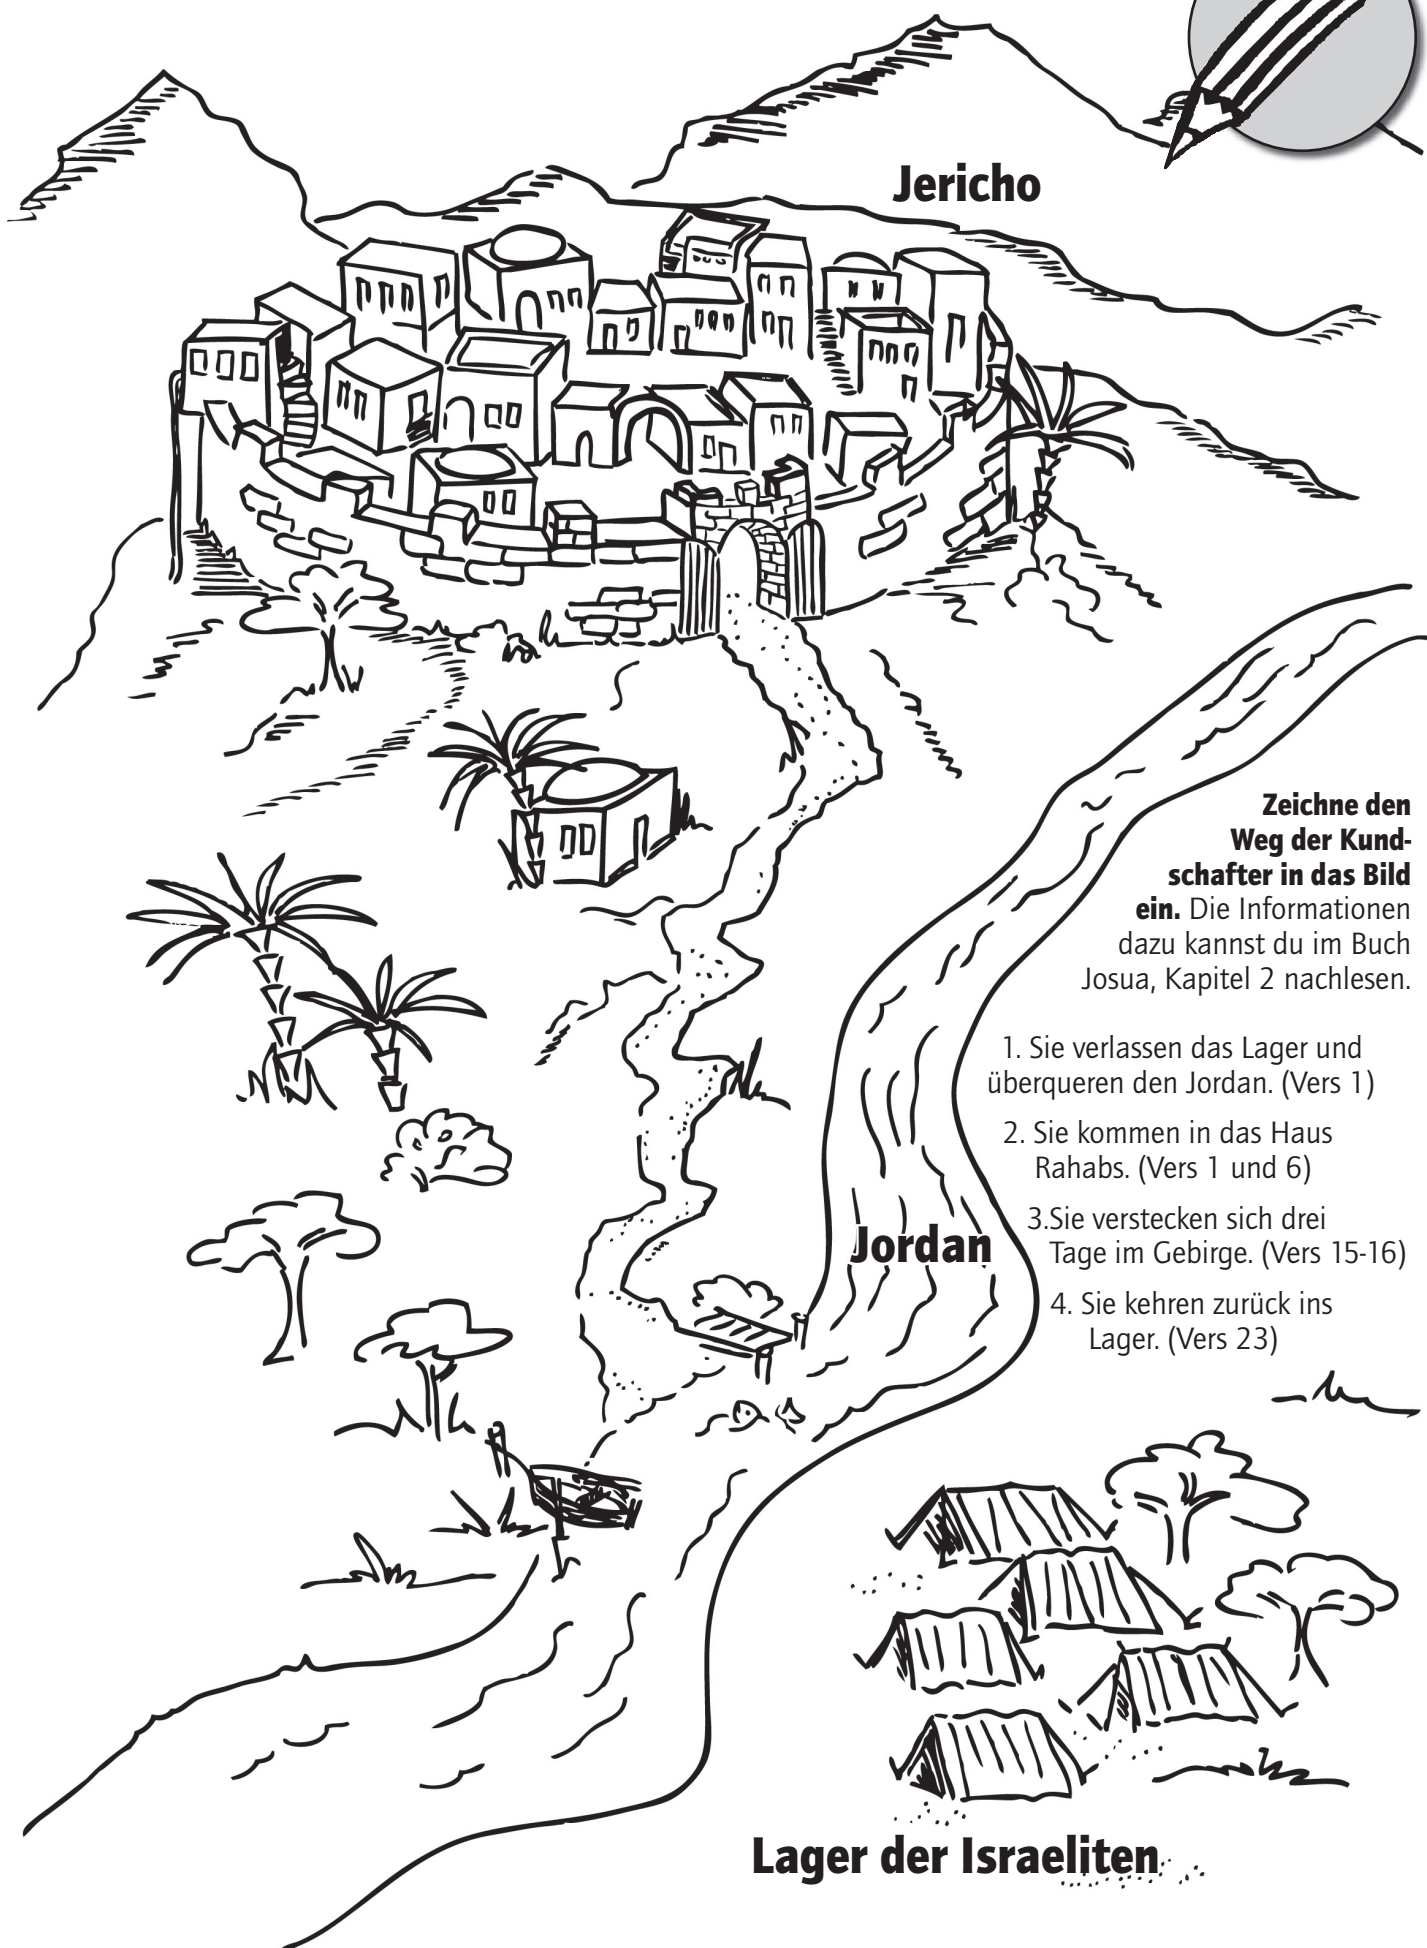 Jericho
Zeichne den
Weg der Kund-
schafter in das Bild
ein. Die Informationen
dazu kannst du im Buch
Josua, Kapitel 2 nachlesen.
1. Sie verlassen das Lager und
überqueren den Jordan. (Vers 1)
2. Sie kommen in das Haus
Rahabs. (Vers 1 und 6)
3.Sie verstecken sich drei
Tage im Gebirge. (Vers 15-16)
4. Sie kehren zurück ins
Lager. (Vers 23)
Jordan
Lager der Israeliten